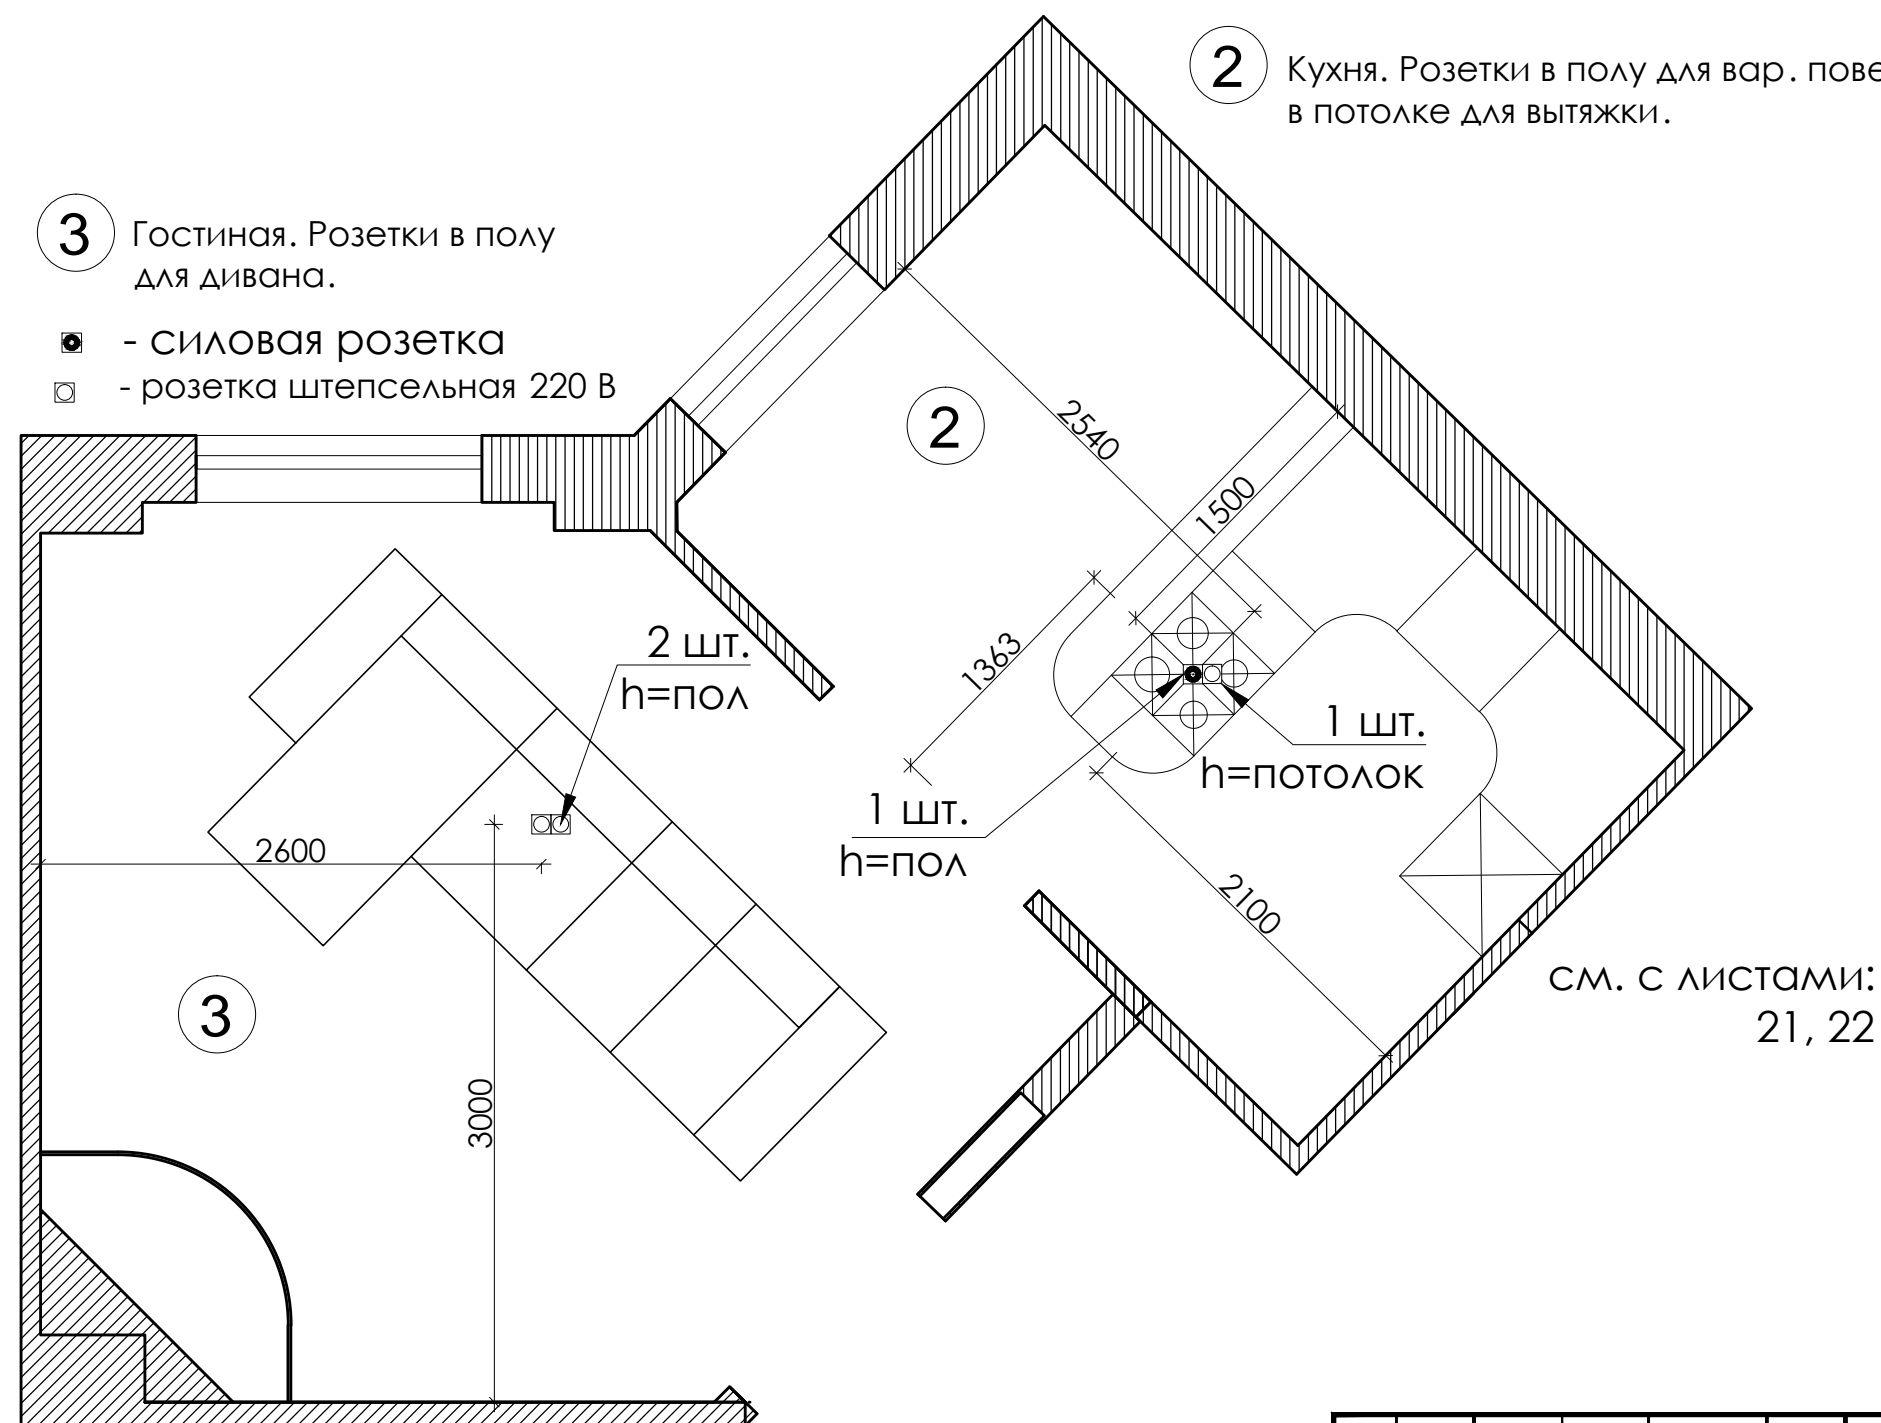 2
Кухня. Розетки в полу для вар.
в потолке для вытяжки.
3
Гостиная. Розетки в полу
для дивана.
- силовая розетка
- розетка штепсельная 220 В
2
2540
1500
1363
2 шт.
h=пол
1 шт.
h=потолок
1 шт.
h=пол
2600
2100
3
3000
см. с листами:
21, 22